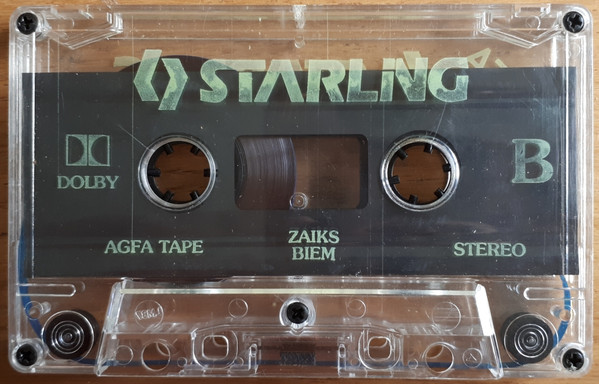 STARLING
DOLBY
B
AGFA TAPE
ZAIKS
BIEM
STEREO